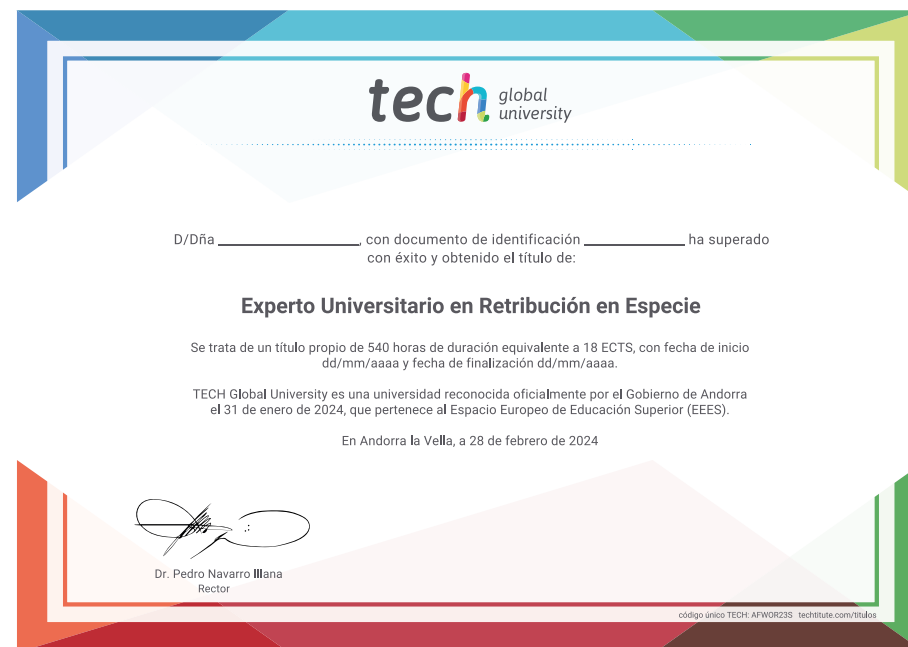 tech global university
D/Dña ________________, con documento de identificación ____________ ha superado
con éxito y obtenido el título de:
Experto Universitario en Retribución en Especie
Se trata de un título propio de 540 horas de duración equivalente a 18 ECTS, con fecha de inicio
dd/mm/aaaa y fecha de finalización dd/mm/aaaa.
TECH Global University es una universidad reconocida oficialmente por el Gobierno de Andorra
el 31 de enero de 2024, que pertenece al Espacio Europeo de Educación Superior (EEES).
En Andorra la Vella, a 28 de febrero de 2024
Dr. Pedro Navarro Illana
Rector
código único TECH: AFWOR23S techtitute.com/titulos